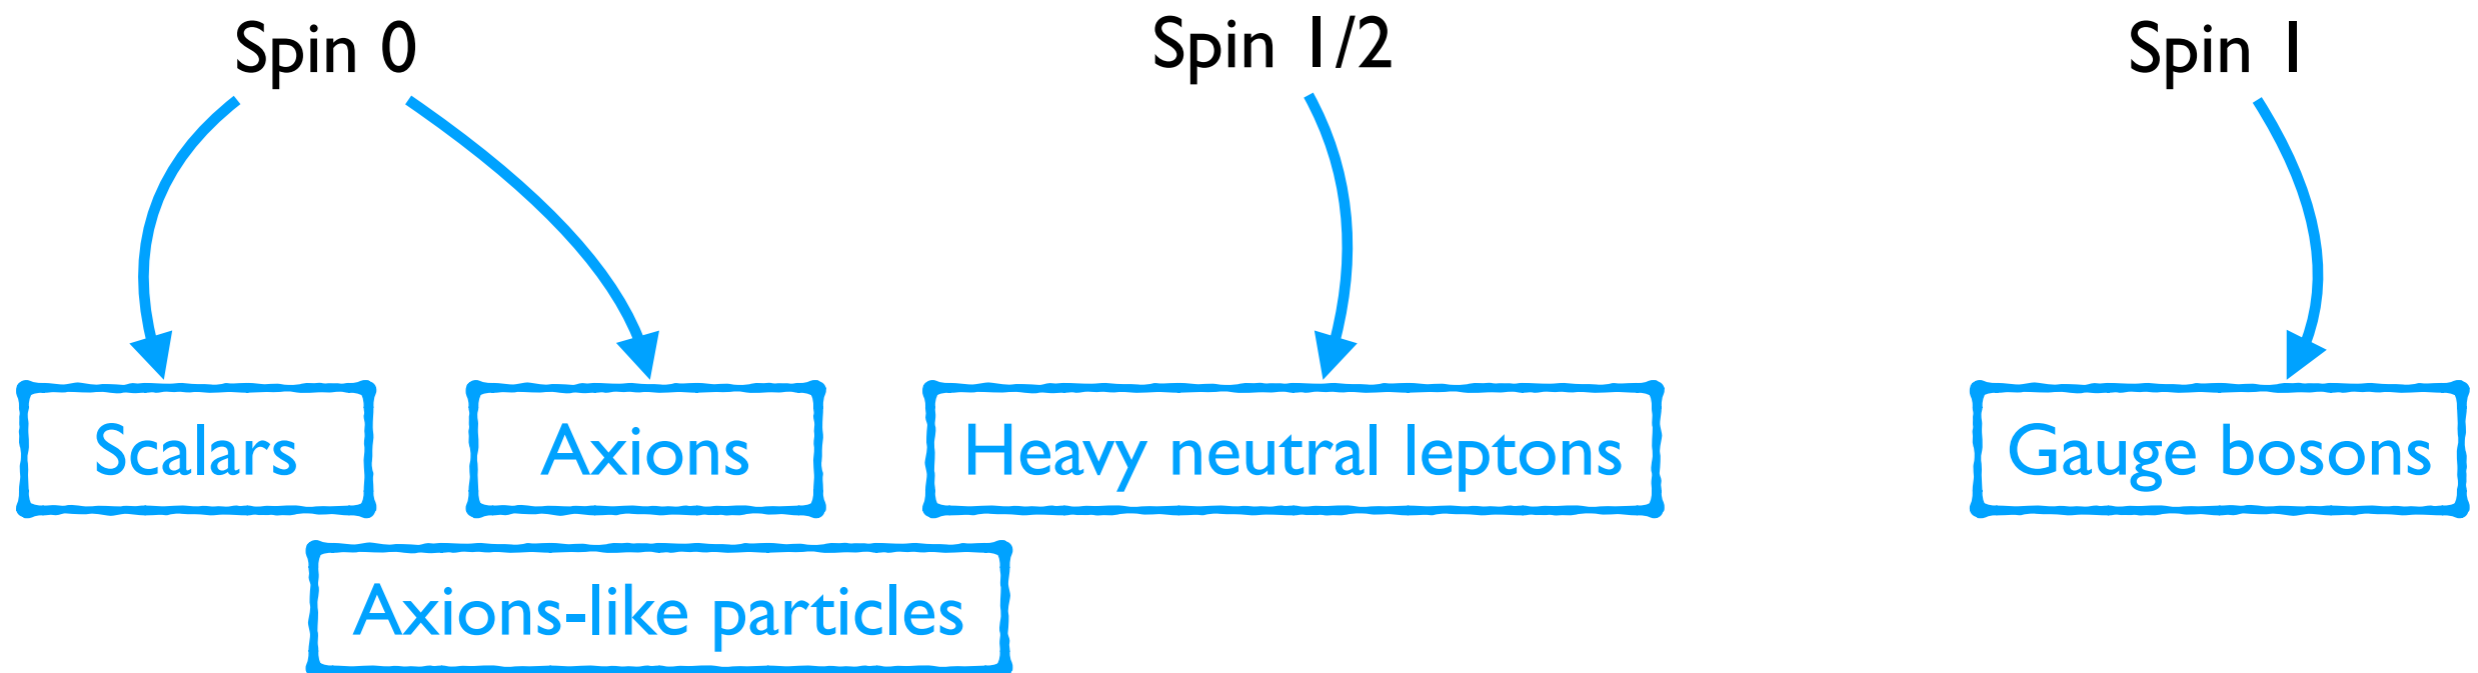 Spin 0
Spin 1/2
Spin 1
Scalars
Axions
Heavy neutral leptons
Gauge bosons
Axions-like particles